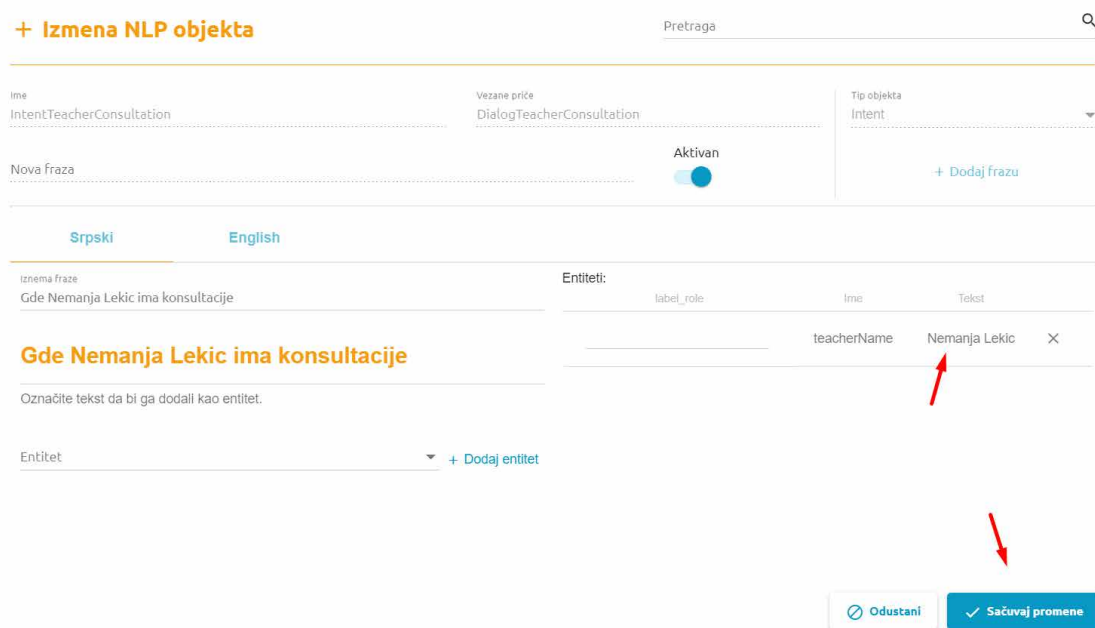 + Izmena NLP objekta
Pretraga
Ime
IntentTeacherConsultation
Vezane priče
DialogTeacherConsultation
Tip objekta
Intent
Nova fraza
Aktivan
+ Dodaj frazu
Srpski
English
Iznema fraze
Gde Nemanja Lekic ima konsultacije
Gde Nemanja Lekic ima konsultacije
Označite tekst da bi ga dodali kao entitet.
Entitet
+ Dodaj entitet
Entiteti:
label_role Ime Tekst
teacherName Nemanja Lekic
Odustani
Sačuvaj promene